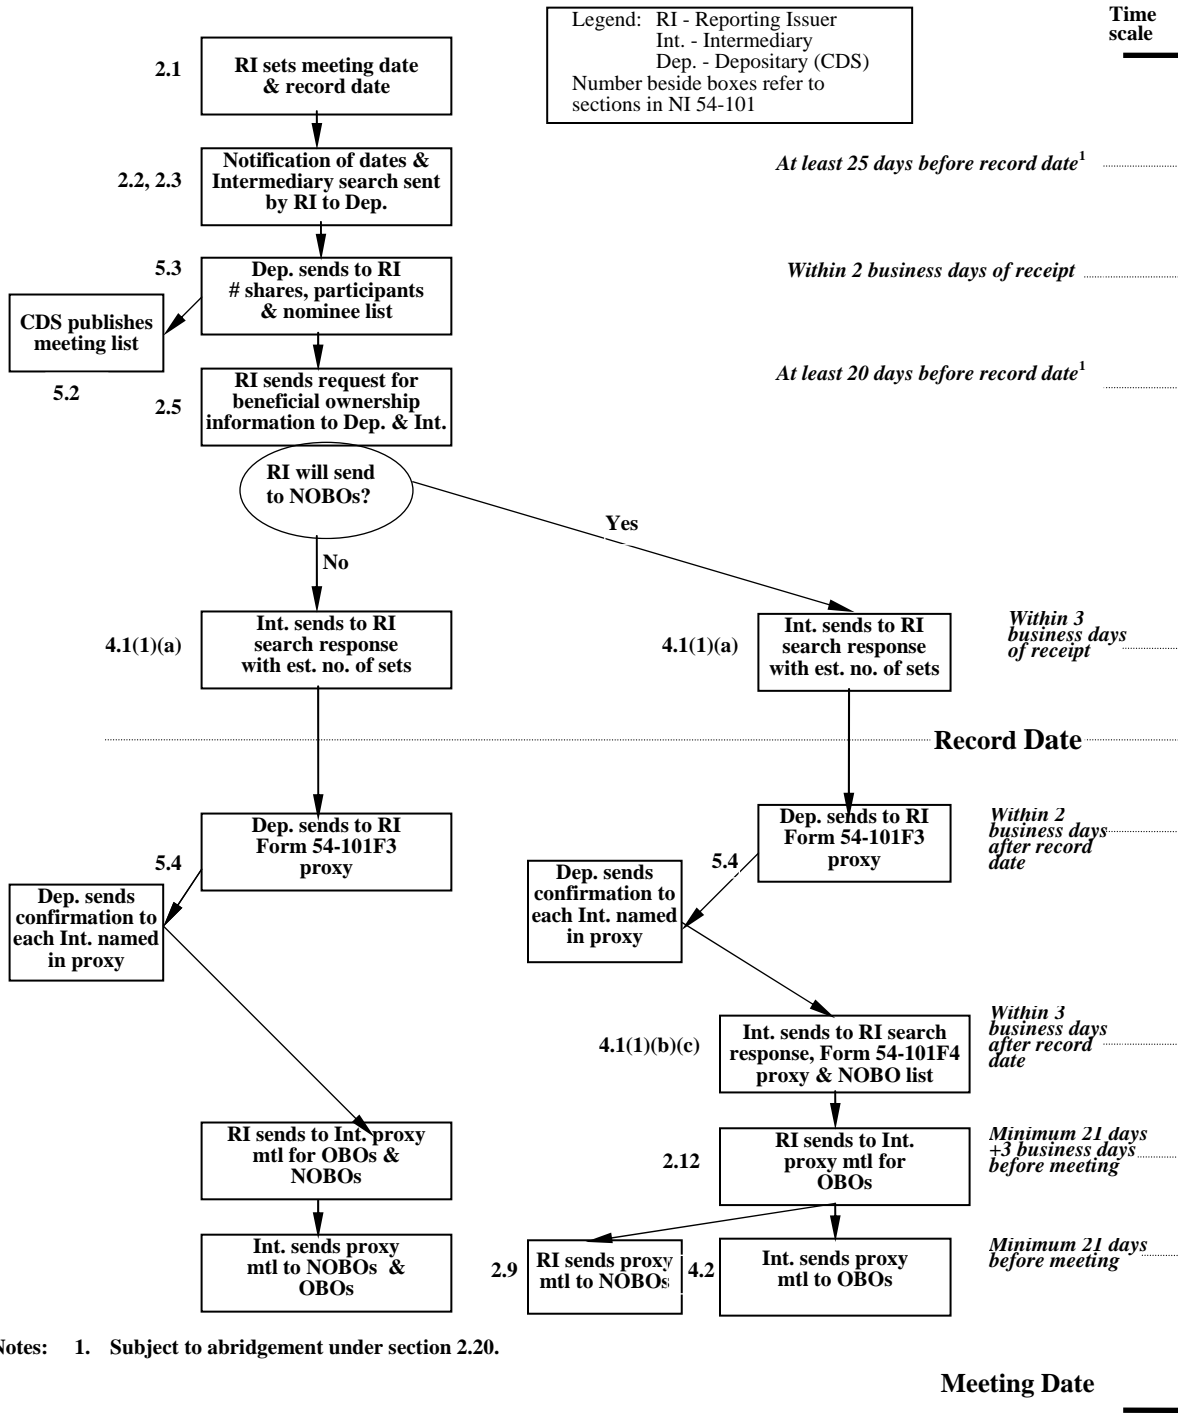 Legend: RI - Reporting Issuer
Int. - Intermediary
Dep. - Depositary (CDS)
Number beside boxes refer to
sections in NI 54-101
Time
scale
2.1
RI sets meeting date
& record date
2.2, 2.3
Notification of dates &
Intermediary search sent
by RI to Dep.
At least 25 days before record date1
5.3
Dep. sends to RI
# shares, participants
& nominee list
Within 2 business days of receipt
CDS publishes
meeting list
5.2
2.5
RI sends request for
beneficial ownership
information to Dep. & Int.
At least 20 days before record date1
RI will send
to NOBOs?
Yes
No
4.1(1)(a)
Int. sends to RI
search response
with est. no. of sets
4.1(1)(a)
Int. sends to RI
search response
with est. no. of sets
Within 3
business days
of receipt
Record Date
Dep. sends to RI
Form 54-101F3
proxy
5.4
Dep. sends
confirmation to
each Int. named
in proxy
Dep. sends to RI
Form 54-101F3
proxy
5.4
Dep. sends
confirmation to
each Int. named
in proxy
Within 2
business days
after record
date
4.1(1)(b)(c)
Int. sends to RI search
response, Form 54-101F4
proxy & NOBO list
Within 3
business days
after record
date
RI sends to Int. proxy
mtl for OBOs &
NOBOs
2.12
RI sends to Int.
proxy mtl for
OBOs
Minimum 21 days
+3 business days
before meeting
Int. sends proxy
mtl to NOBOs &
OBOs
2.9
RI sends proxy
mtl to NOBOs
4.2
Int. sends proxy
mtl to OBOs
Minimum 21 days
before meeting
Notes: 1. Subject to abridgement under section 2.20.
Meeting Date